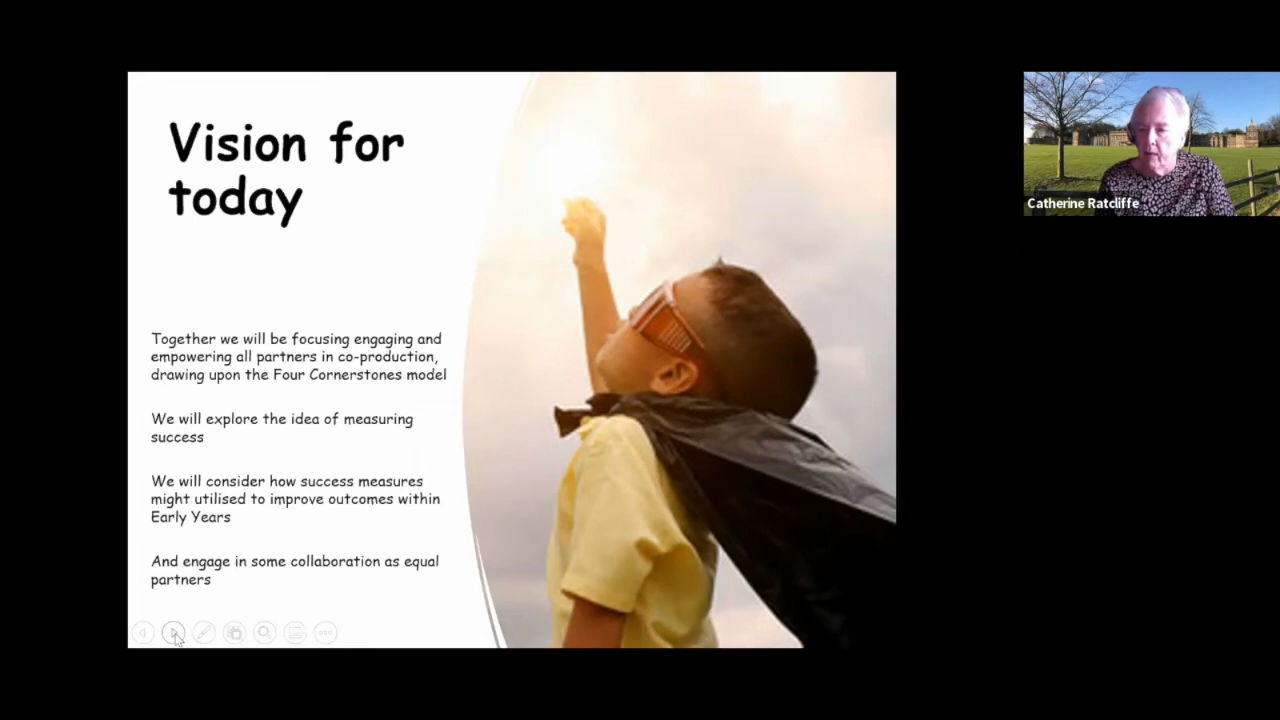 Vision for
today
Together we will be focusing engaging and
empowering all partners in co-production,
drawing upon the Four Cornerstones model
We will explore the idea of measuring
success
We will consider how success measures
might utilised to improve outcomes within
Early Years
And engage in some collaboration as equal
partners
Catherine Ratcliffe